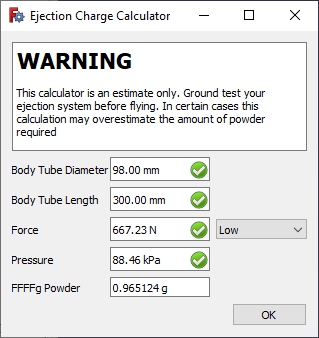 Ejection Charge Calculator
WARNING
This calculator is an estimate only. Ground test your
ejection system before flying. In certain cases this
calculation may overestimate the amount of powder
required
Body Tube Diameter 98.00 mm
Body Tube Length 300.00 mm
Force 667.23 N Low
Pressure 88.46 kPa
FFFFg Powder 0.965124 g
OK